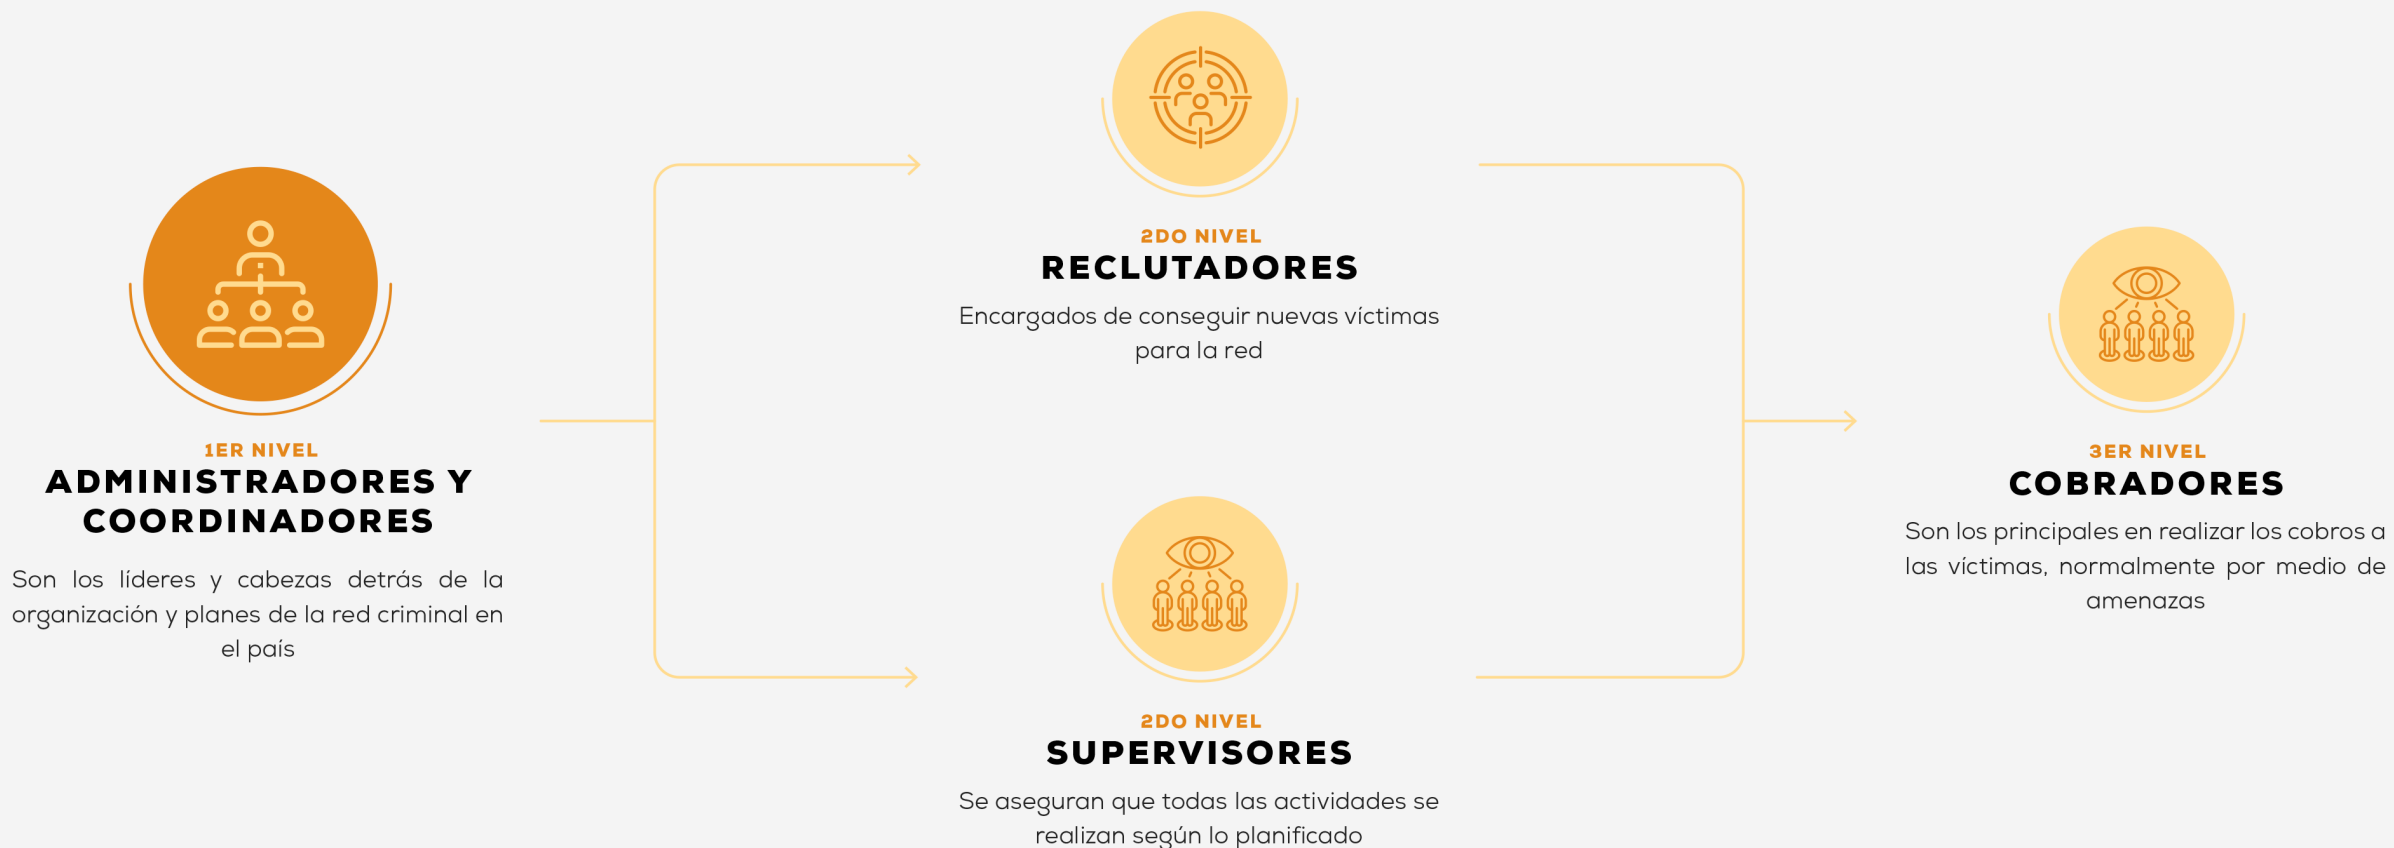 1ER NIVEL
ADMINISTRADORES Y
COORDINADORES
Son los líderes y cabezas detrás de la
organización y planes de la red criminal en
el país
2DO NIVEL
RECLUTADORES
Encargados de conseguir nuevas víctimas
para la red
2DO NIVEL
SUPERVISORES
Se aseguran que todas las actividades se
realizan según lo planificado
3ER NIVEL
COBRADORES
Son los principales en realizar los cobros a
las víctimas, normalmente por medio de
amenazas